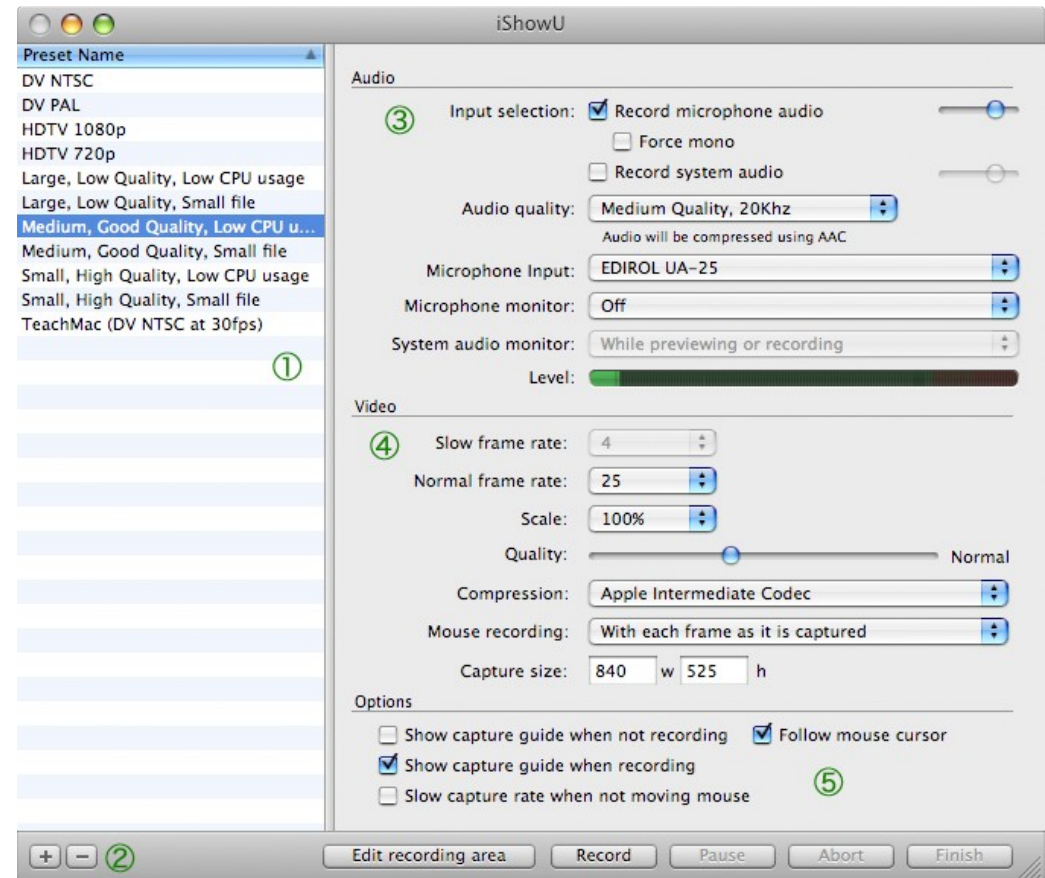 iShowU
Preset Name
DV NTSC
DV PAL
HDTV 1080p
HDTV 720p
Large, Low Quality, Low CPU usage
Large, Low Quality, Small file
Medium, Good Quality, Low CPU u...
Medium, Good Quality, Small file
Small, High Quality, Low CPU usage
Small, High Quality, Small file
TeachMac (DV NTSC at 30fps)
①
+ − ②
Audio
③ Input selection: Record microphone audio
Force mono
Record system audio
Audio quality: Medium Quality, 20Khz
Audio will be compressed using AAC
Microphone Input: EDIROL UA-25
Microphone monitor: Off
System audio monitor: While previewing or recording
Level:
Video
④ Slow frame rate: 4
Normal frame rate: 25
Scale: 100%
Quality: Normal
Compression: Apple Intermediate Codec
Mouse recording: With each frame as it is captured
Capture size: 840 w 525 h
Options
Show capture guide when not recording Follow mouse cursor
Show capture guide when recording
⑤
Slow capture rate when not moving mouse
Edit recording area Record Pause Abort Finish